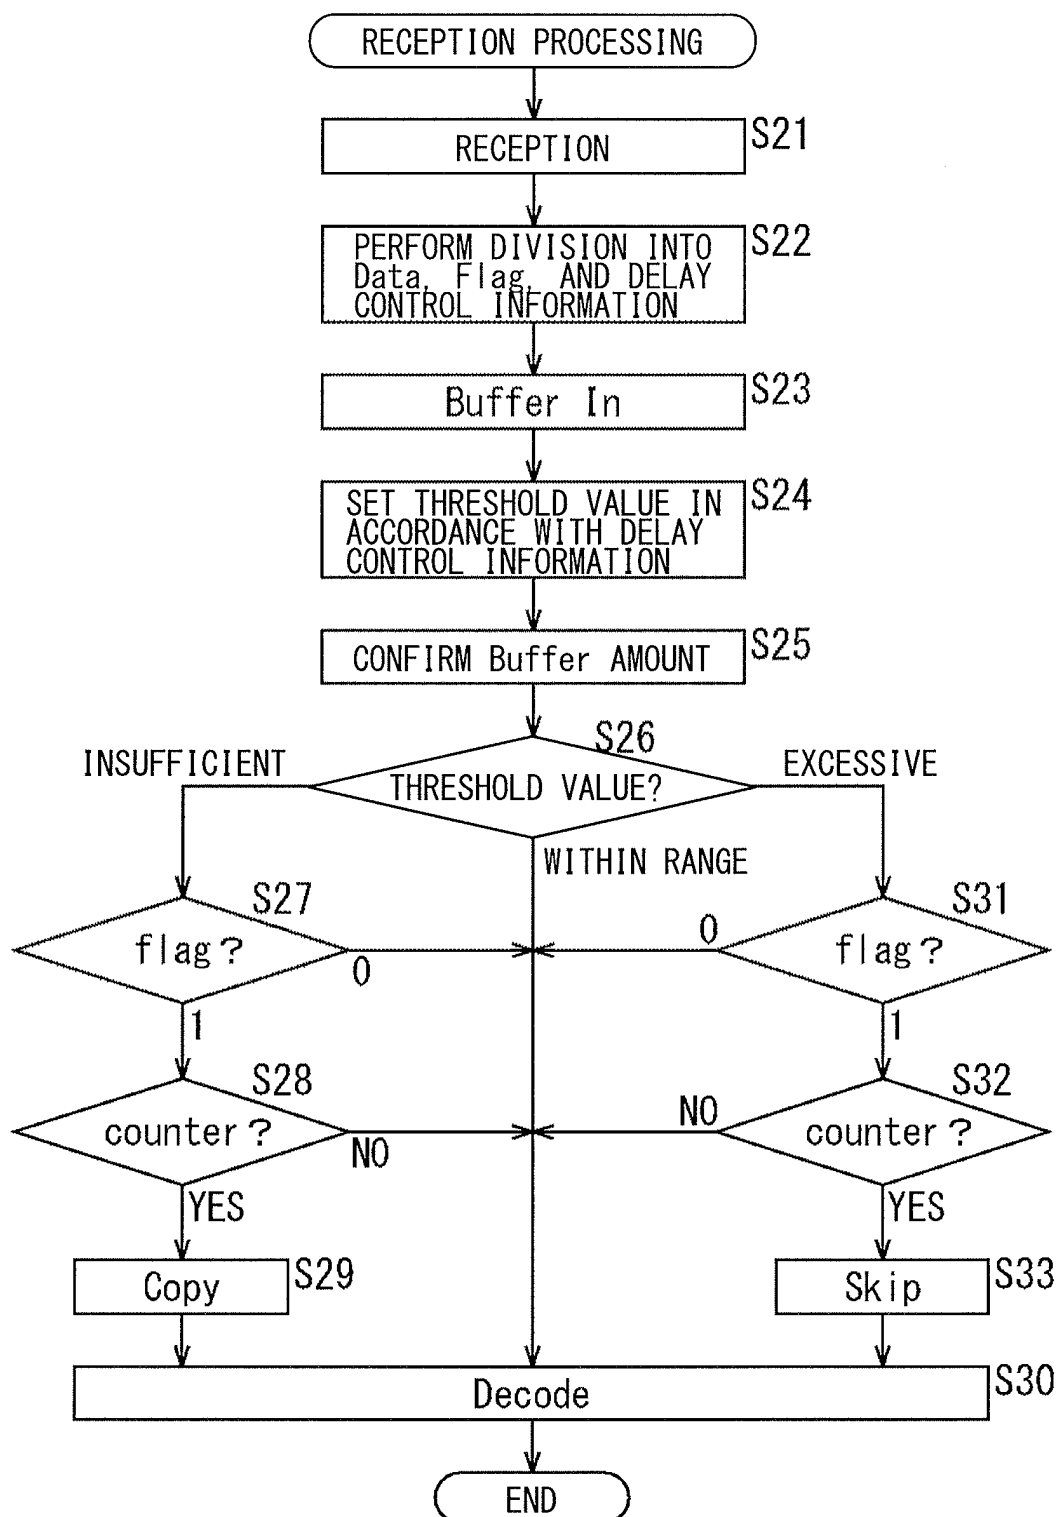 RECEPTION PROCESSING
RECEPTION
S21
PERFORM DIVISION INTO
Data, Flag, AND DELAY
CONTROL INFORMATION
S22
Buffer In
S23
SET THRESHOLD VALUE IN
ACCORDANCE WITH DELAY
CONTROL INFORMATION
S24
CONFIRM Buffer AMOUNT
S25
S26
INSUFFICIENT
THRESHOLD VALUE?
EXCESSIVE
WITHIN RANGE
S27
flag?
0
1
S31
flag?
0
1
S28
counter?
NO
YES
S32
counter?
NO
YES
Copy
S29
Skip
S33
Decode
S30
END